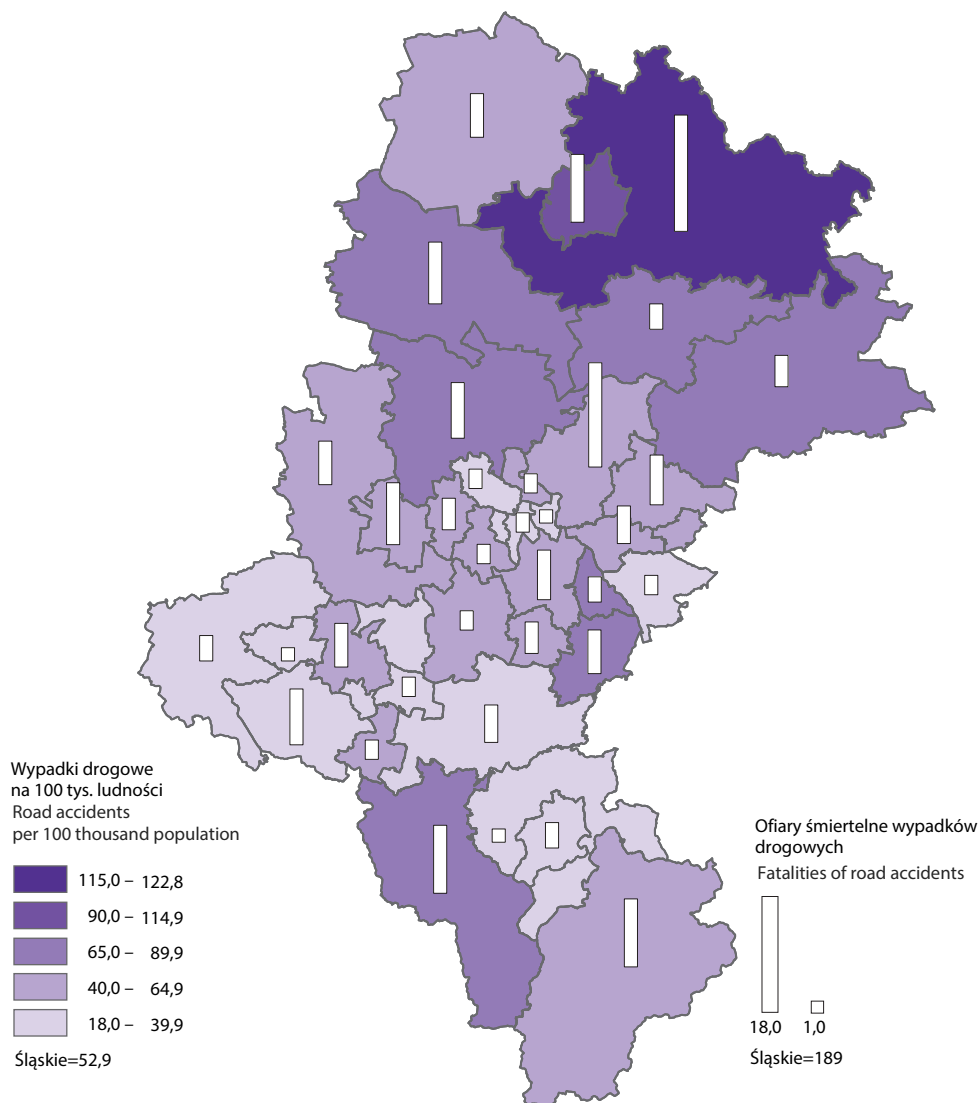 Wypadki drogowe
na 100 tys. ludności
Road accidents
per 100 thousand population
115,0 – 122,8
90,0 – 114,9
65,0 – 89,9
40,0 – 64,9
18,0 – 39,9
Śląskie=52,9
Ofiary śmiertelne wypadków
drogowych
Fatalities of road accidents
18,0 1,0
Śląskie=189